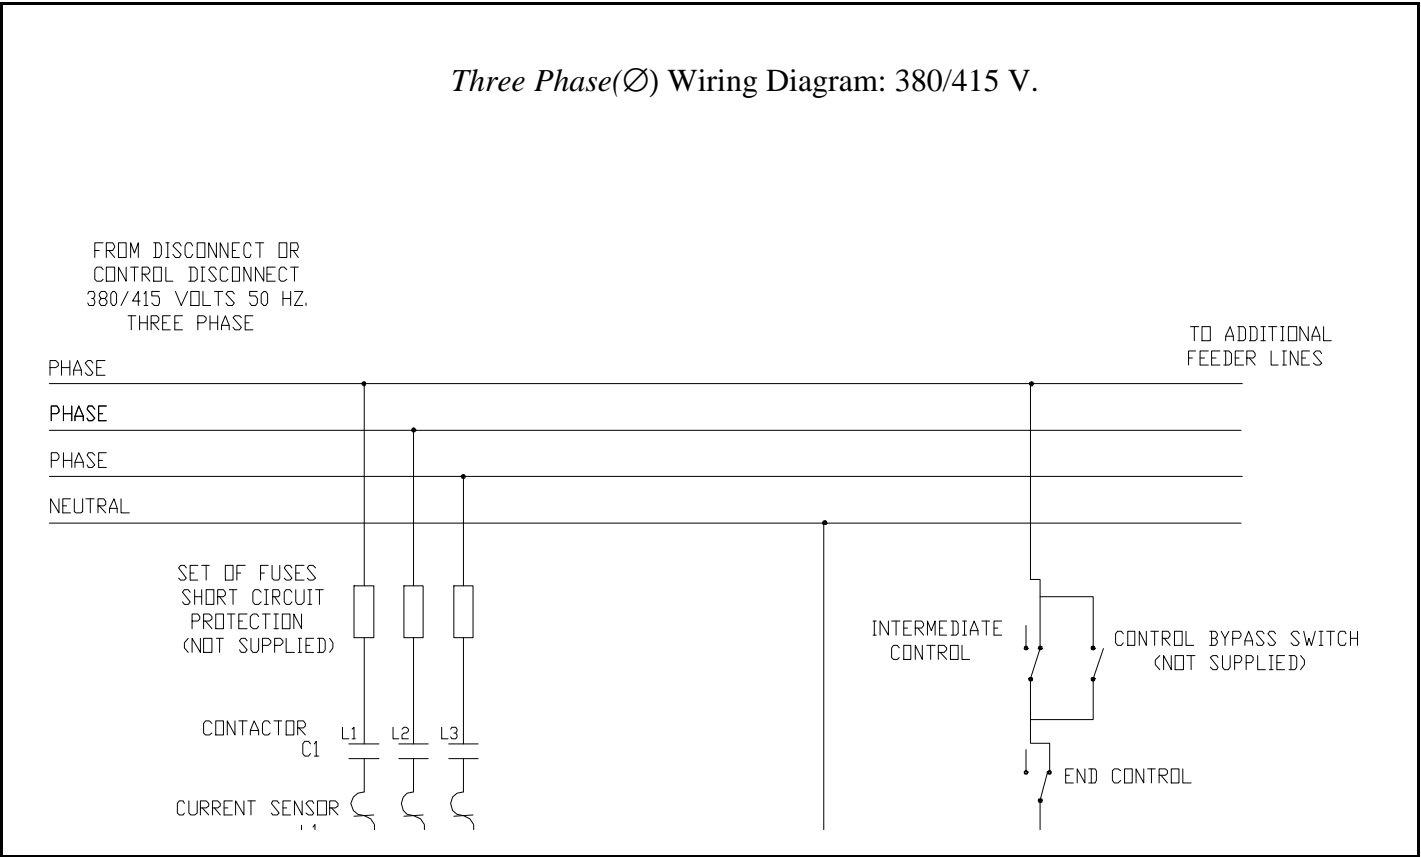 Three Phase(∅) Wiring Diagram: 380/415 V.
FROM DISCONNECT OR
CONTROL DISCONNECT
380/415 VOLTS 50 HZ.
THREE PHASE
TO ADDITIONAL
FEEDER LINES
PHASE
PHASE
PHASE
NEUTRAL
SET OF FUSES
SHORT CIRCUIT
PROTECTION
(NOT SUPPLIED)
INTERMEDIATE
CONTROL
CONTROL BYPASS SWITCH
(NOT SUPPLIED)
CONTACTOR
C1
L1
L2
L3
END CONTROL
CURRENT SENSOR